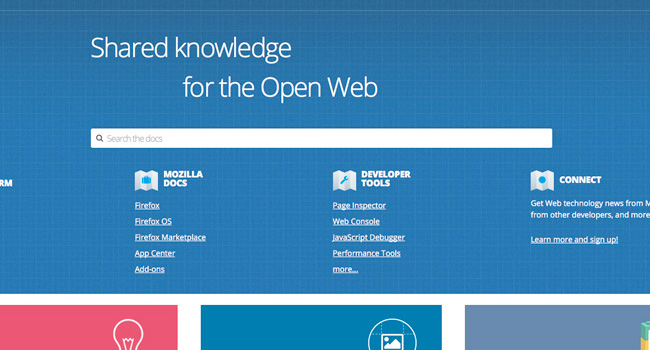 Shared knowledge
for the Open Web
Search the docs
RM
MOZILLA
DOCS
Firefox
Firefox OS
Firefox Marketplace
App Center
Add-ons
DEVELOPER
TOOLS
Page Inspector
Web Console
JavaScript Debugger
Performance Tools
more...
CONNECT
Get Web technology news from M
from other developers, and more
Learn more and sign up!